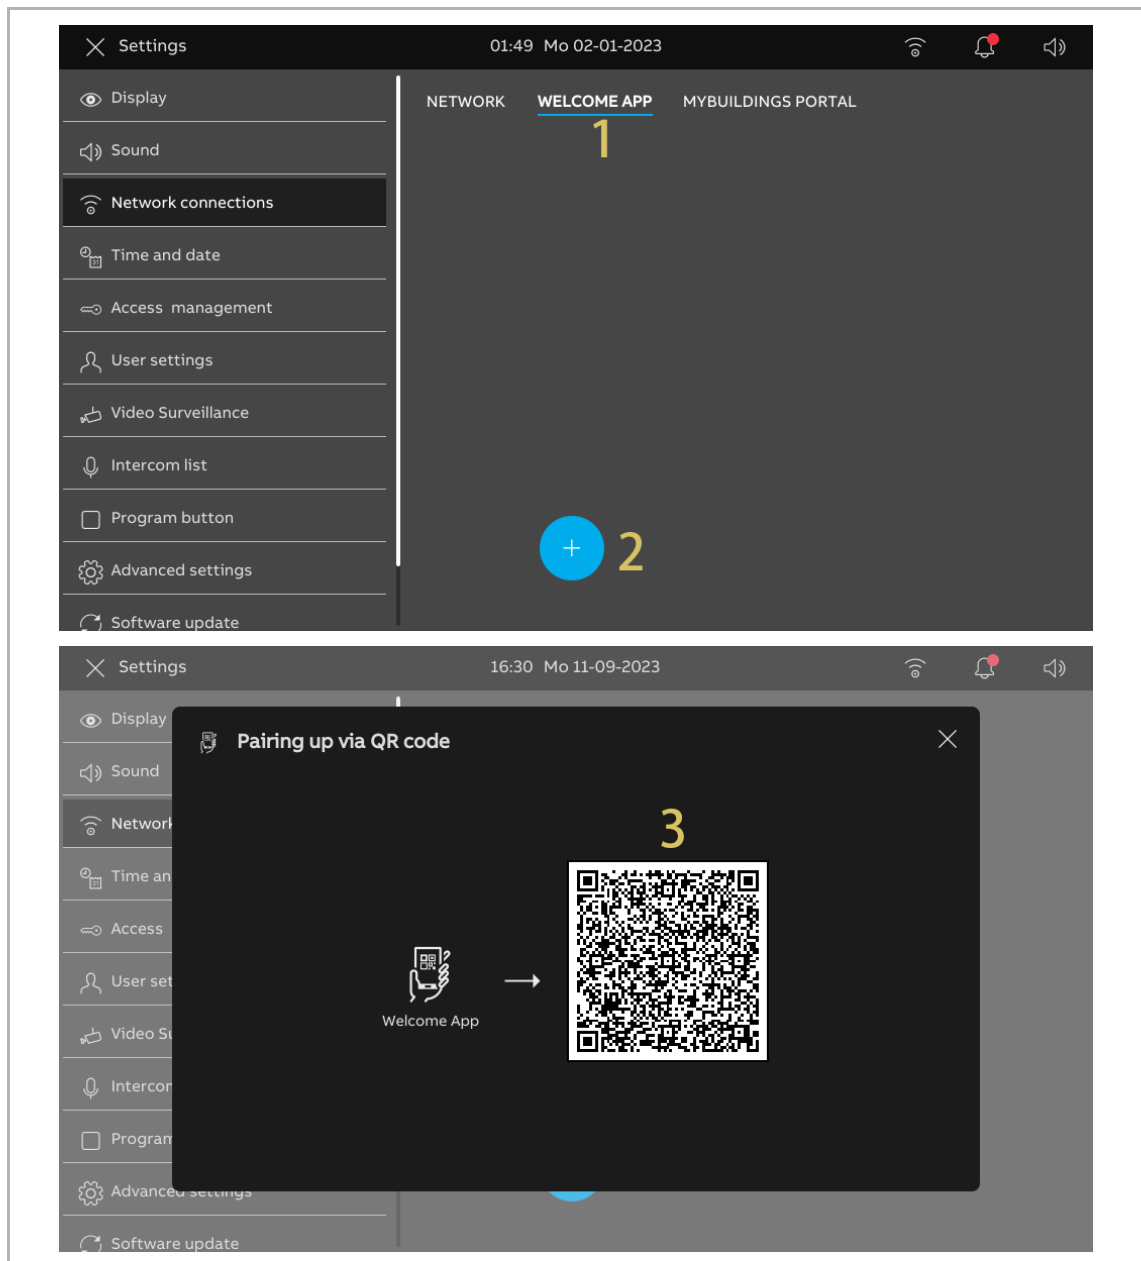 Settings 01:49 Mo 02-01-2023
Display
NETWORK WELCOME APP MYBUILDINGS PORTAL
1
Sound
Network connections
Time and date
Access management
User settings
Video Surveillance
Intercom list
Program button
2
Advanced settings
Software update
Settings 16:30 Mo 11-09-2023
Display
Pairing up via QR code
Sound
3
Network
Time an
Access
User set
Video Su
Welcome App
Intercor
Program
Advanced settings
Software update